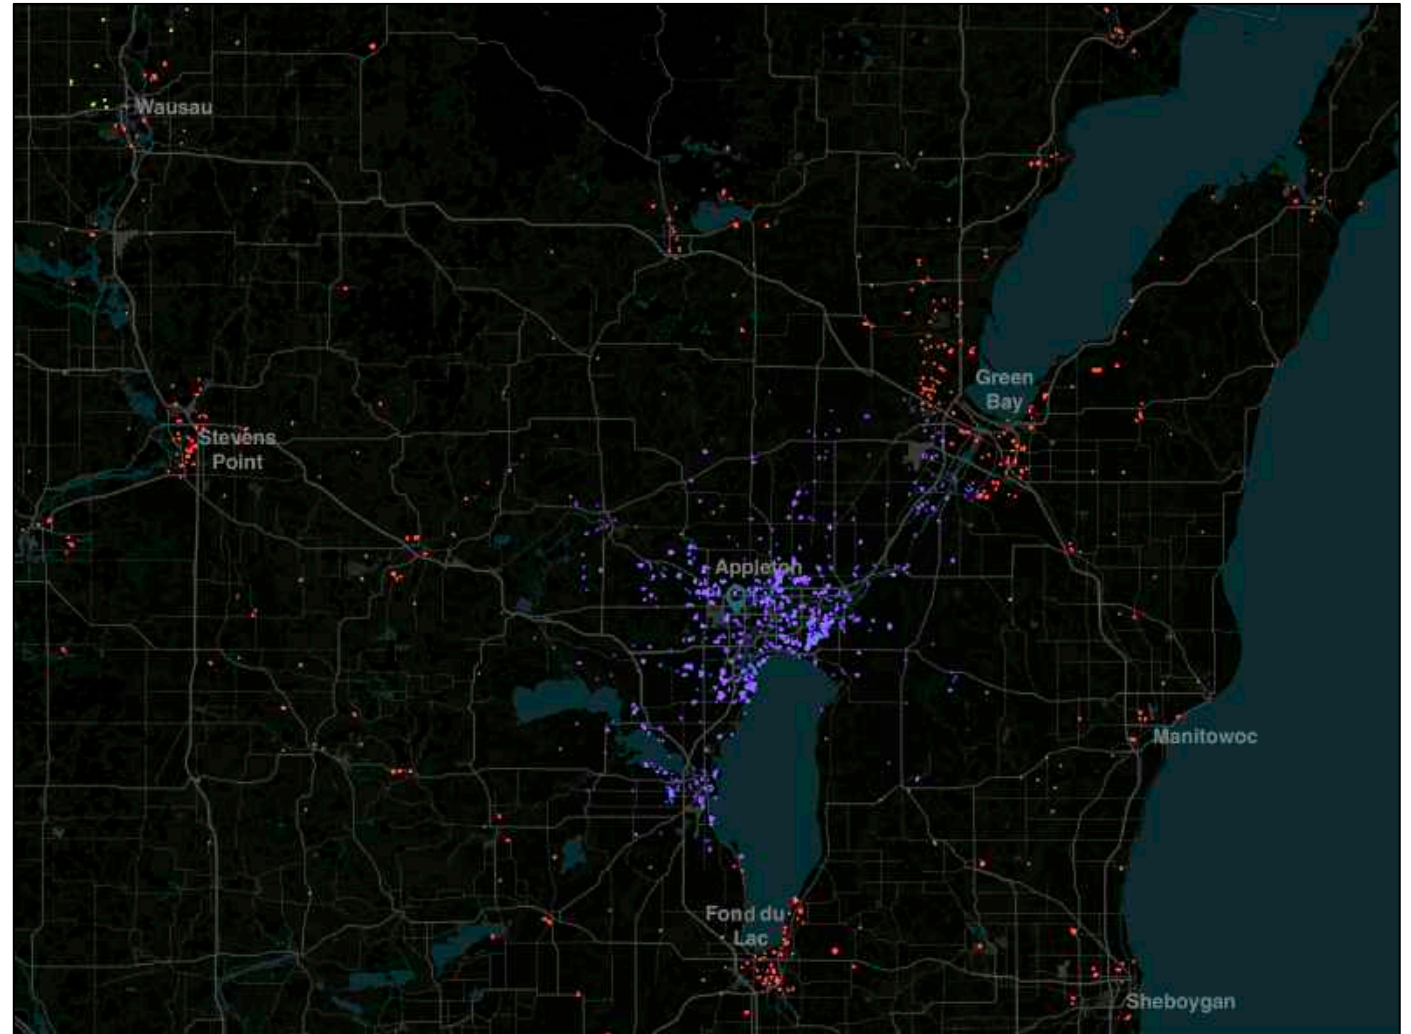 Wausau
Green
Bay
Stevens
Point
Appleton
Manitowoc
Fond du
Lac
Sheboygan